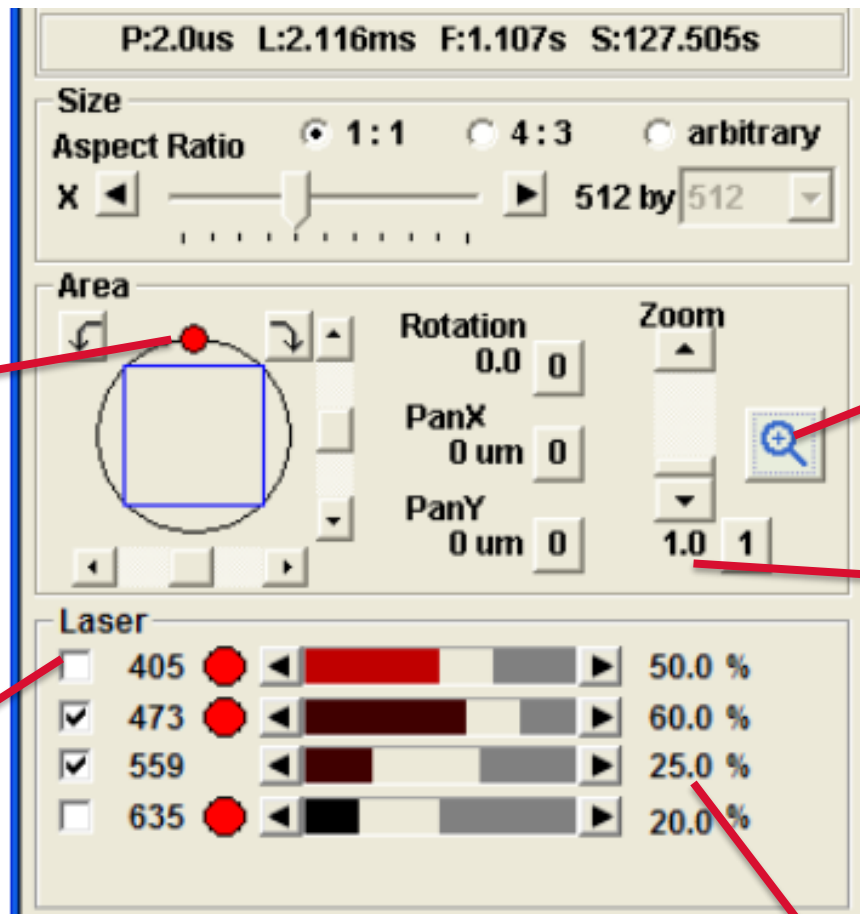 P:2.0us L:2.116ms F:1.107s S:127.505s
Size
Aspect Ratio 1 : 1 4 : 3 arbitrary
X 512 by 512
Area
Rotation
0.0 0
PanX
0 um 0
PanY
0 um 0
Zoom
1.0 1
Laser
405 50.0 %
473 60.0 %
559 25.0 %
635 20.0 %